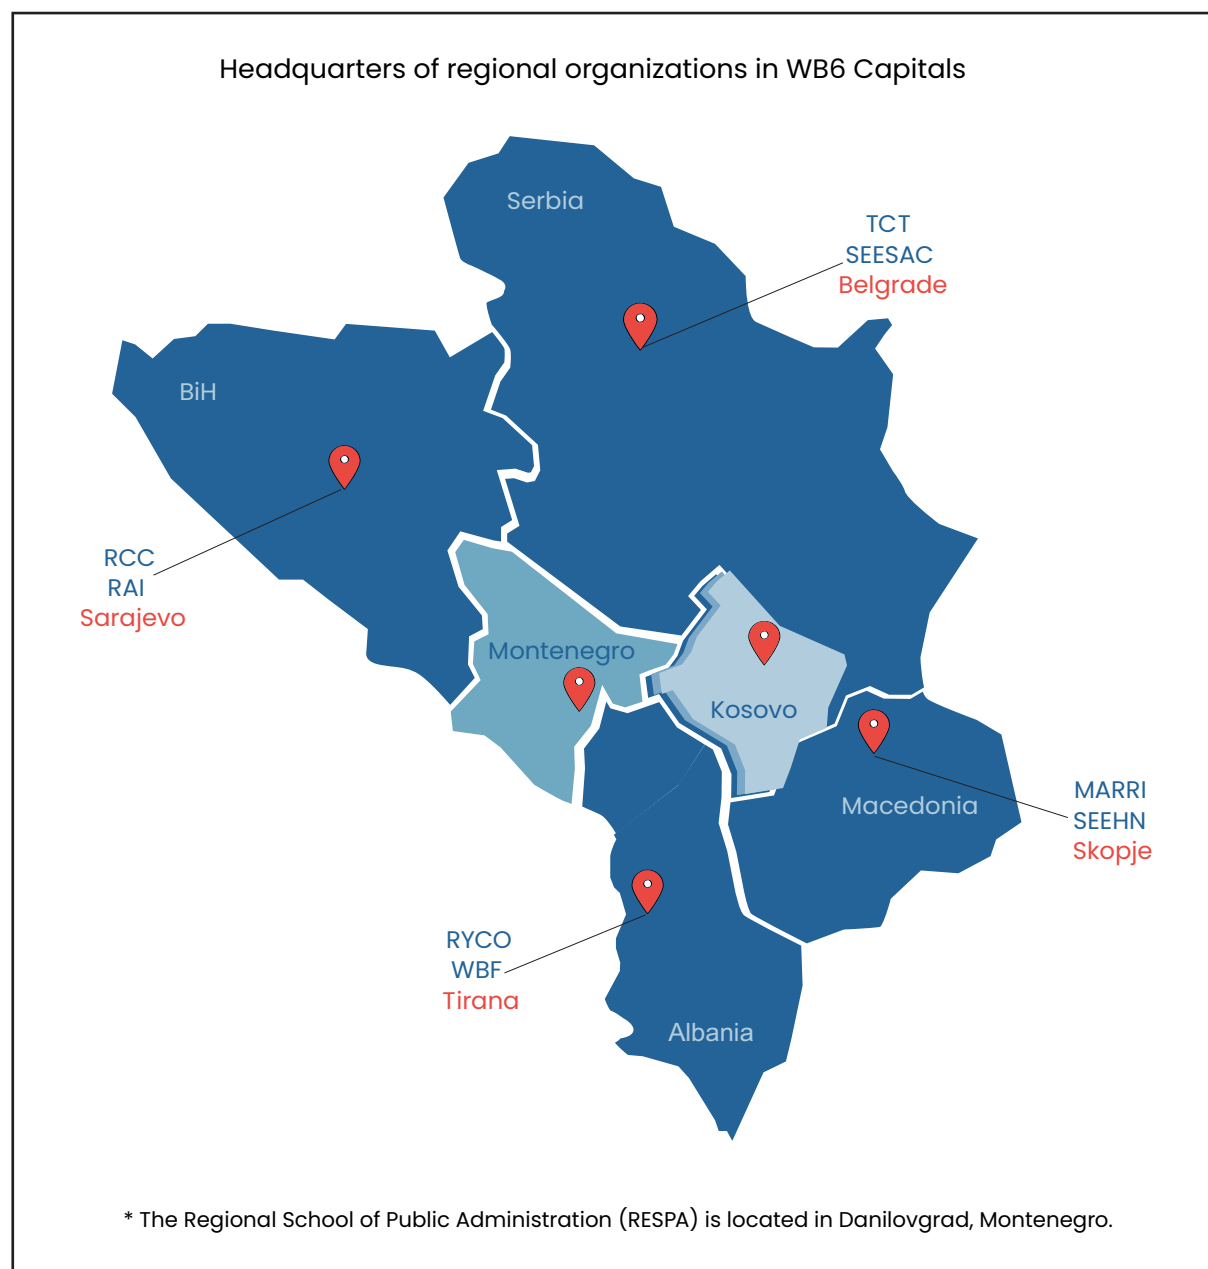 Headquarters of regional organizations in WB6 Capitals
Serbia
TCT
SEESAC
Belgrade
BiH
RCC
RAI
Sarajevo
Montenegro
Kosovo
Macedonia
MARRI
SEEHN
Skopje
RYCO
WBF
Tirana
Albania
* The Regional School of Public Administration (RESPA) is located in Danilovgrad, Montenegro.